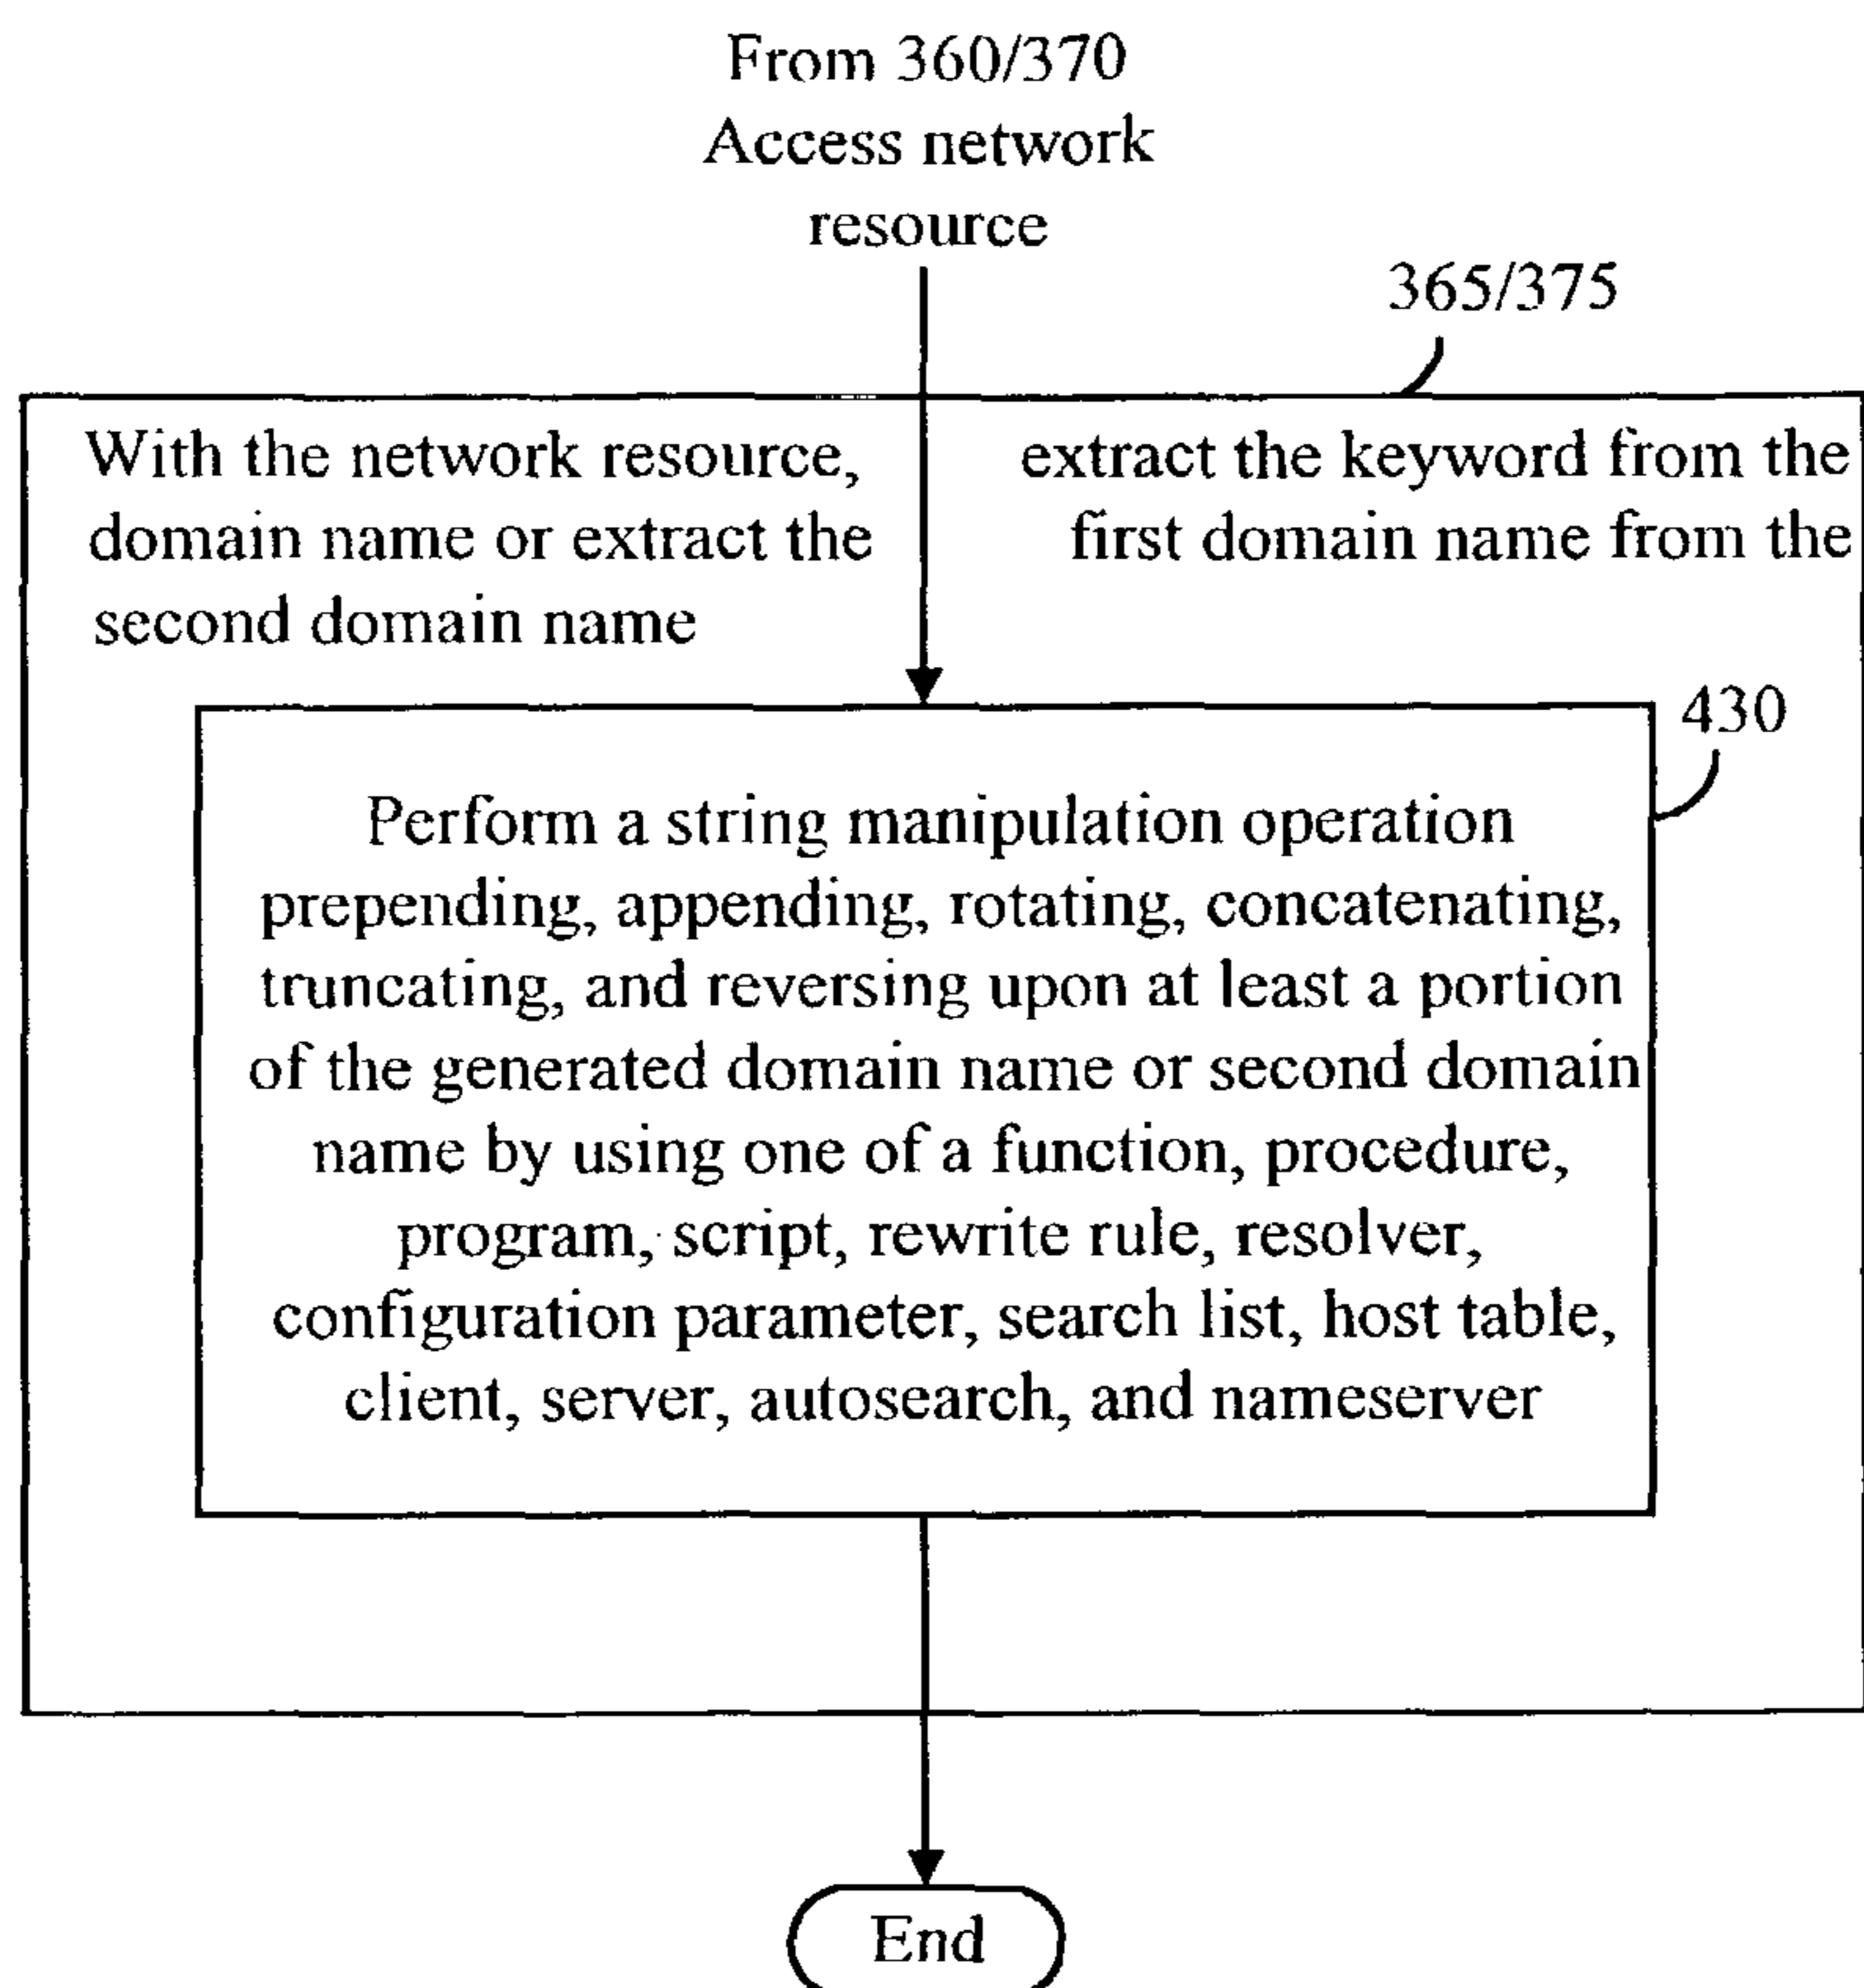 From 360/370
Access network
resource
365/375
With the network resource, extract the keyword from the
domain name or extract the first domain name from the
second domain name
430
Perform a string manipulation operation
prepending, appending, rotating, concatenating,
truncating, and reversing upon at least a portion
of the generated domain name or second domain
name by using one of a function, procedure,
program, script, rewrite rule, resolver,
configuration parameter, search list, host table,
client, server, autosearch, and nameserver
End